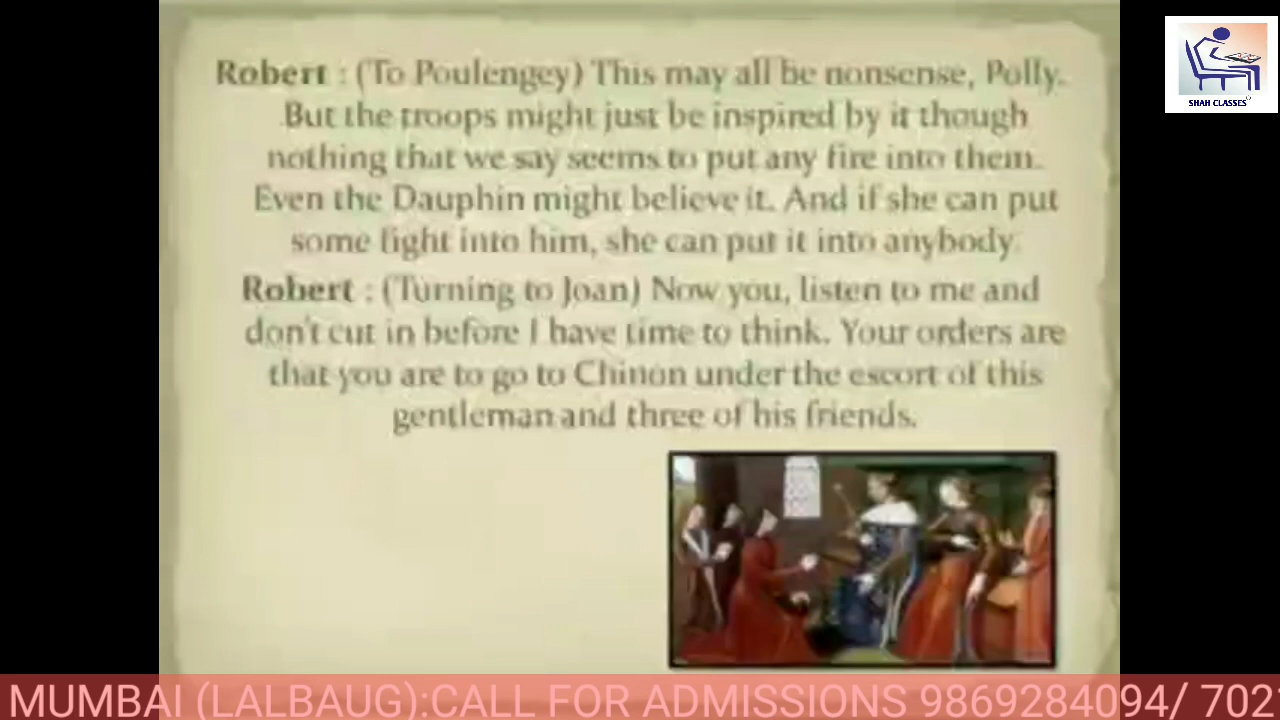 Robert : (To Poulengey) This may all be nonsense, Polly.
But the troops might just be inspired by it though
nothing that we say seems to put any fire into them.
Even the Dauphin might believe it. And if she can put
some fight into him, she can put it into anybody.
Robert : (Turning to Joan) Now you, listen to me and
don't cut in before I have time to think. Your orders are
that you are to go to Chinon under the escort of this
gentleman and three of his friends.
SHAH CLASSES
MUMBAI (LALBAUG):CALL FOR ADMISSIONS 9869284094/ 702